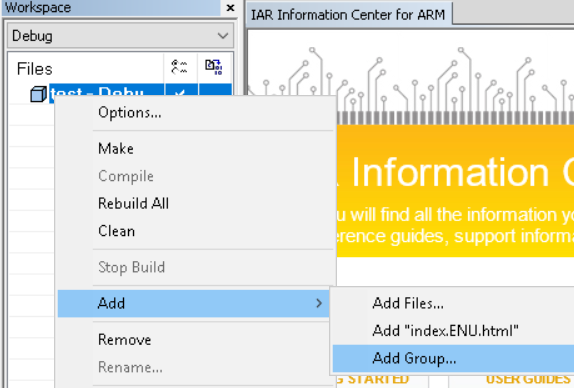 Workspace
IAR Information Center for ARM
Debug
Files
test - Debu
Options...
Make
Compile
Rebuild All
Clean
Stop Build
Add
Remove
Rename...
Add Files...
Add "index.ENU.html"
Add Group...
Information C
u will find all the information yo
rence guides, support informa
STARTED
USER GUIDES